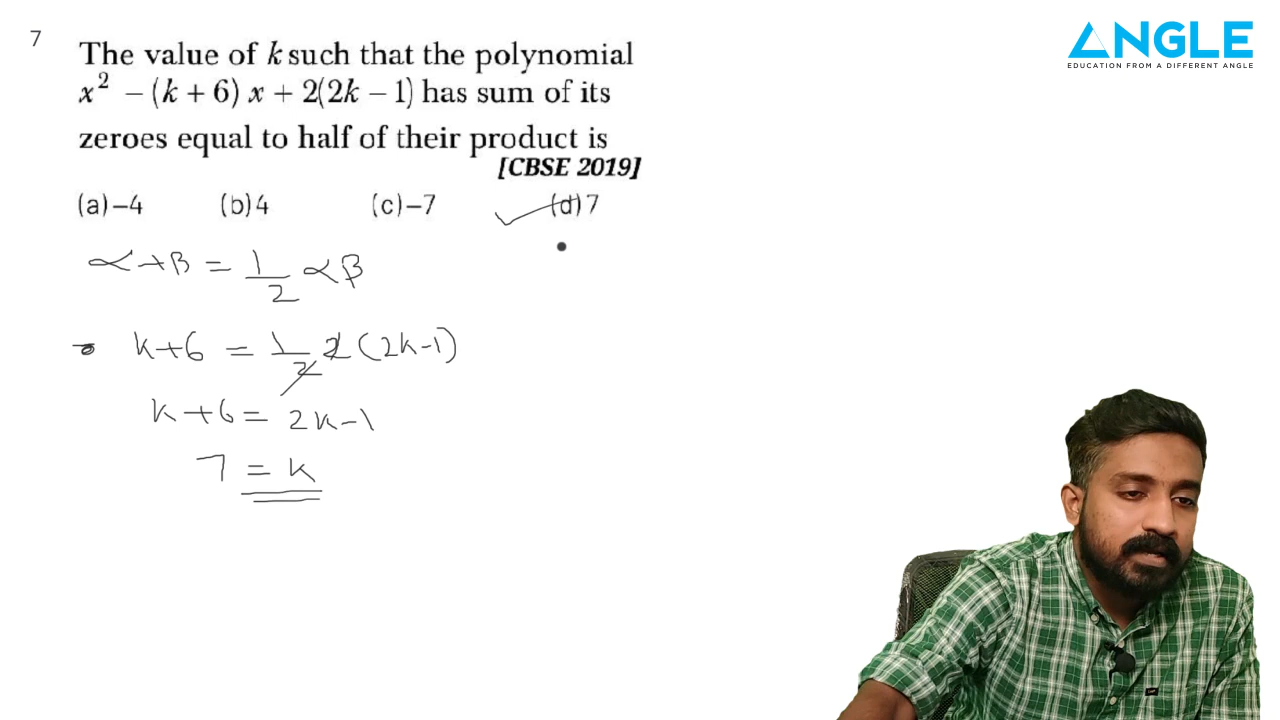 7
ANGLE
EDUCATION FROM A DIFFERENT ANGLE
The value of k such that the polynomial
x² − (k + 6) x + 2(2k − 1) has sum of its
zeroes equal to half of their product is
[CBSE 2019]
(a) −4 (b) 4 (c) −7 (d) 7
α + β = 1/2 αβ
k+6 = 1/2 2 (2k-1)
k+6 = 2k-1
7 = k